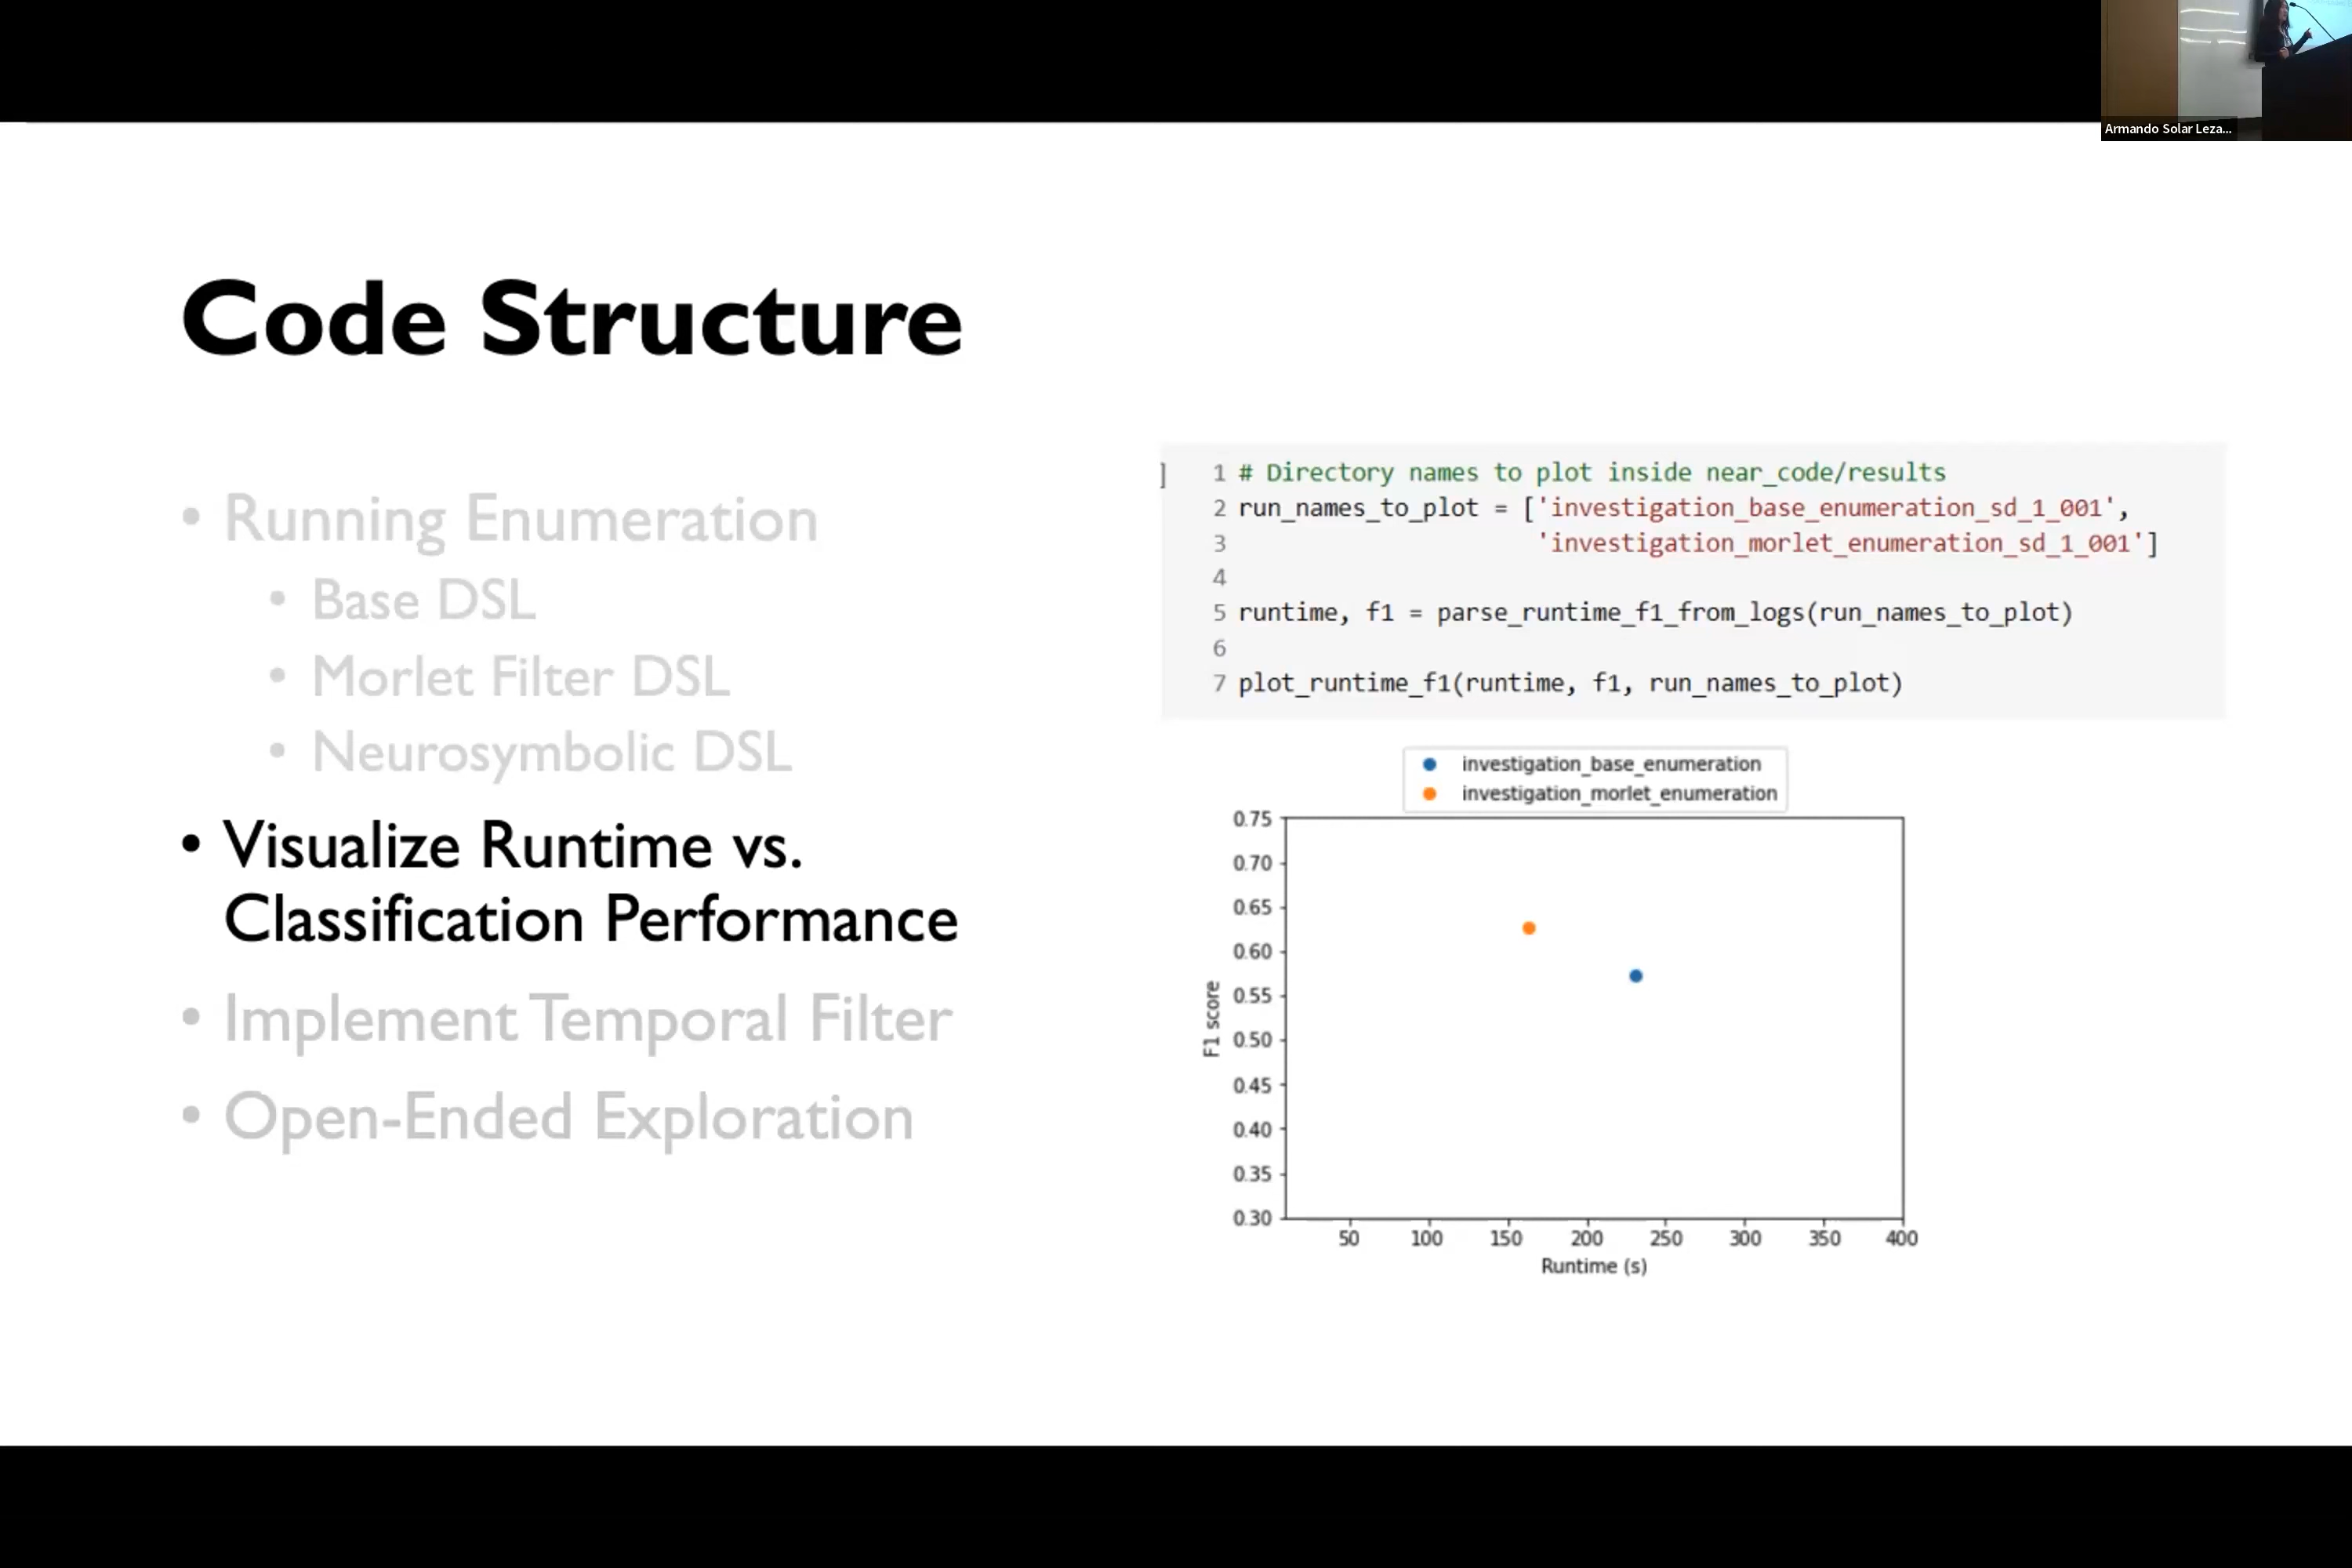 Armando Solar Leza...
Code Structure
• Running Enumeration
• Base DSL
• Morlet Filter DSL
• Neurosymbolic DSL
• Visualize Runtime vs.
Classification Performance
• Implement Temporal Filter
• Open-Ended Exploration
] 1 # Directory names to plot inside near_code/results
2 run_names_to_plot = ['investigation_base_enumeration_sd_1_001',
3 'investigation_morlet_enumeration_sd_1_001']
4
5 runtime, f1 = parse_runtime_f1_from_logs(run_names_to_plot)
6
7 plot_runtime_f1(runtime, f1, run_names_to_plot)
investigation_base_enumeration
investigation_morlet_enumeration
F1 score
0.75
0.70
0.65
0.60
0.55
0.50
0.45
0.40
0.35
0.30
50 100 150 200 250 300 350 400
Runtime (s)